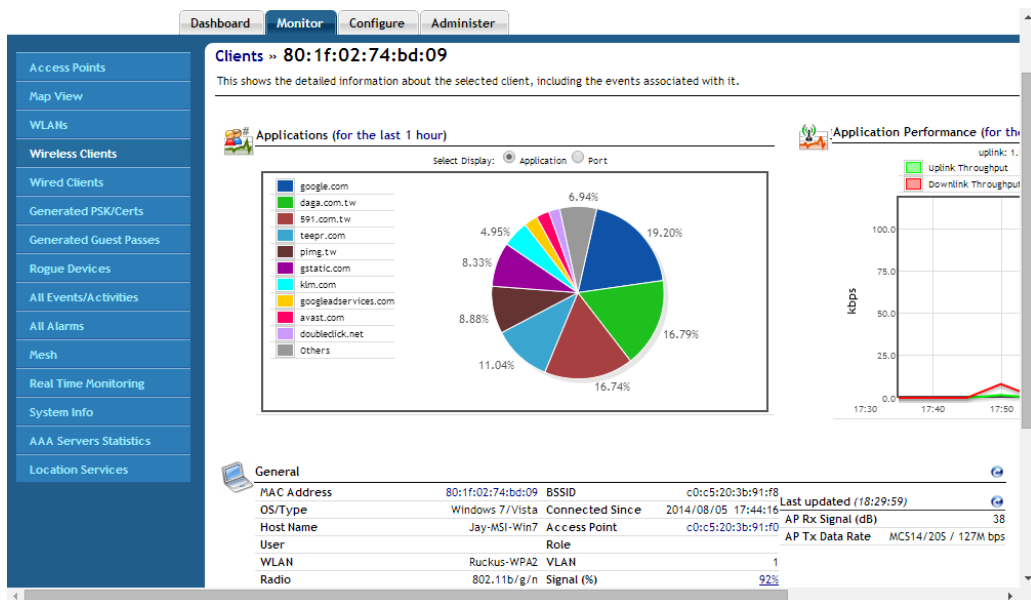 Dashboard Monitor Configure Administer
Access Points
Map View
WLANs
Wireless Clients
Wired Clients
Generated PSK/Certs
Generated Guest Passes
Rogue Devices
All Events/Activities
All Alarms
Mesh
Real Time Monitoring
System Info
AAA Servers Statistics
Location Services
Clients » 80:1f:02:74:bd:09
This shows the detailed information about the selected client, including the events associated with it.
Applications (for the last 1 hour)
Select Display: Application Port
google.com
daga.com.tw
591.com.tw
teepr.com
pimg.tw
gstatic.com
klm.com
googleadservices.com
avast.com
doubleclick.net
Others
6.94%
19.20%
4.95%
8.33%
8.88%
16.79%
11.04%
16.74%
Application Performance (for the
uplink: 1.
Uplink Throughput
Downlink Throughput
100.0
75.0
kbps
50.0
25.0
0.0
17:30 17:40 17:50
General
MAC Address 80:1f:02:74:bd:09 BSSID c0:c5:20:3b:91:f8
OS/Type Windows 7/Vista Connected Since 2014/08/05 17:44:16
Host Name Jay-MSI-Win7 Access Point c0:c5:20:3b:91:f0
User Role
WLAN Ruckus-WPA2 VLAN 1
Radio 802.11b/g/n Signal (%) 92%
Last updated (18:29:59)
AP Rx Signal (dB) 38
AP Tx Data Rate MCS14/20S / 127M bps